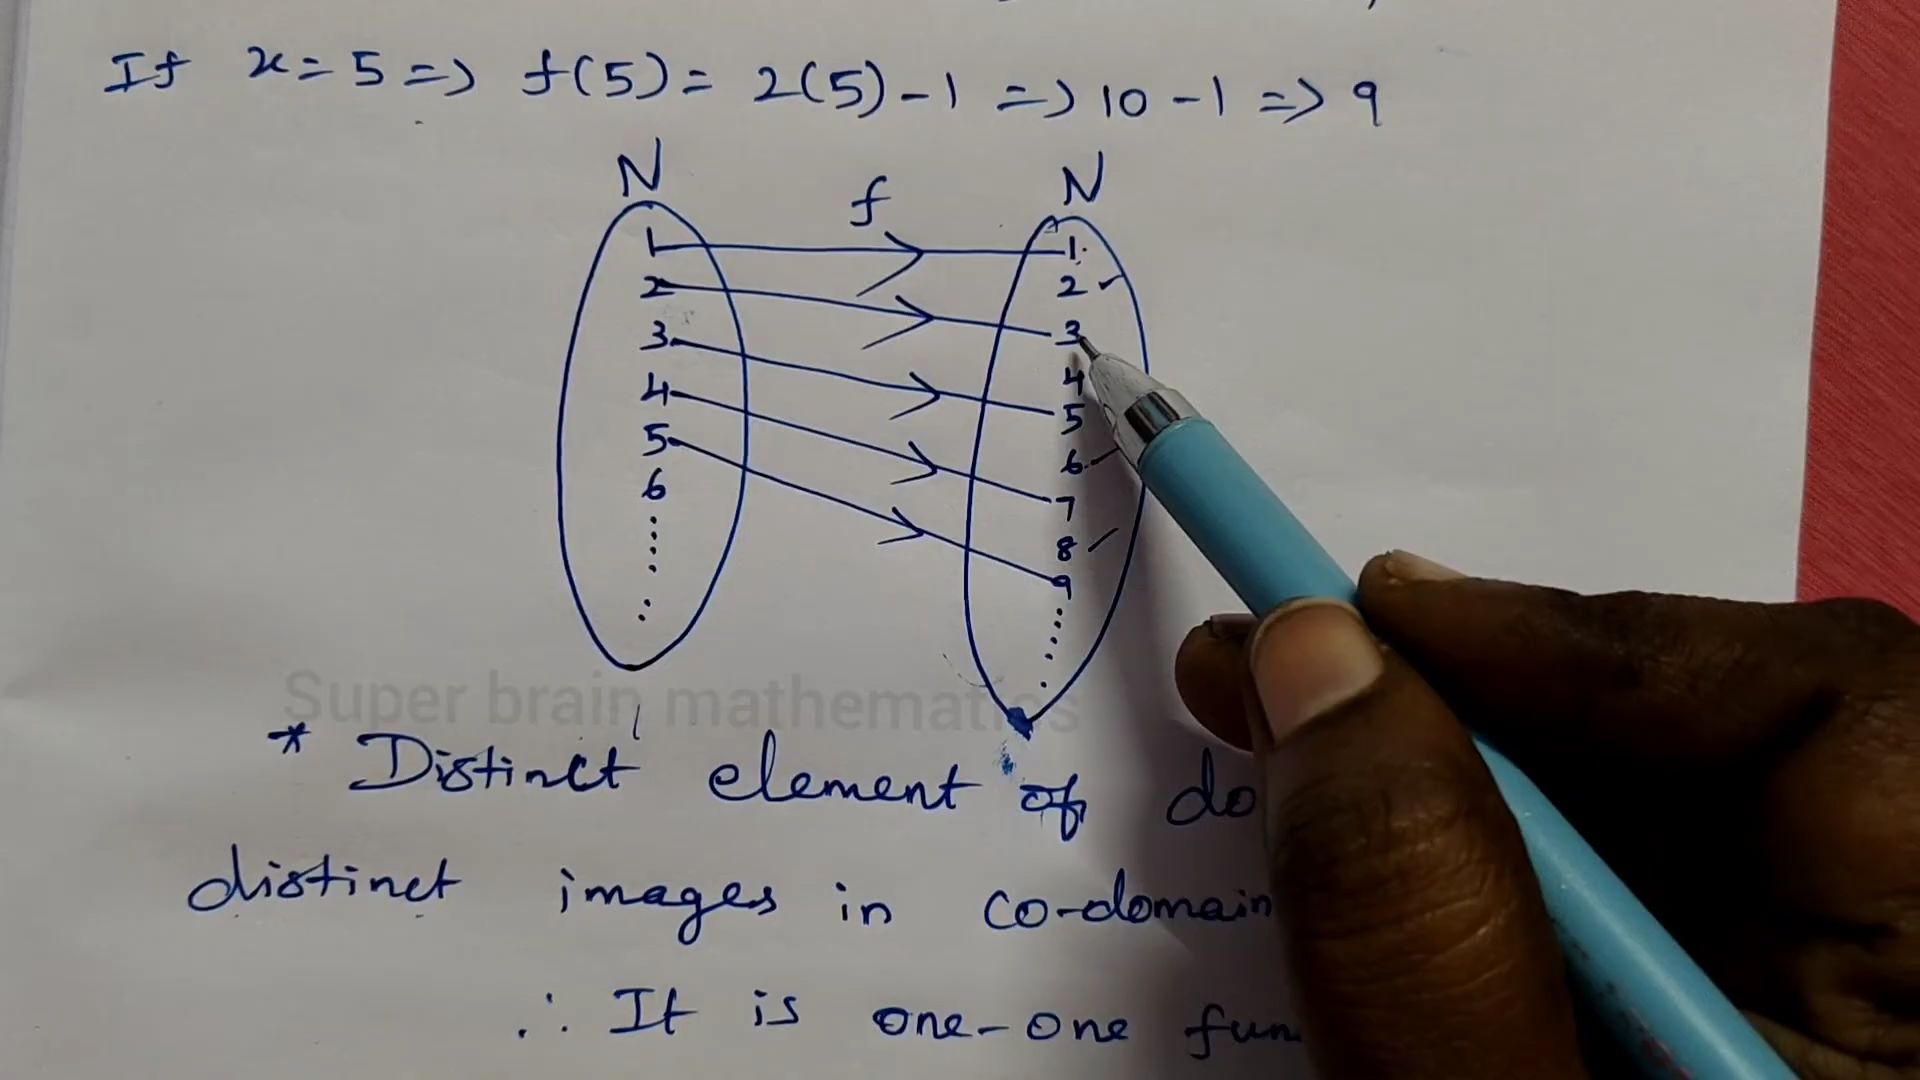 If x = 5 => f(5) = 2(5) - 1 => 10 - 1 => 9
N f N
1 1
2 2
3 3
4 4
5 5
6 6
7
8
9
Super brain mathematics
* Distinct element of do
distinct images in co-domain
∴ It is one-one fun